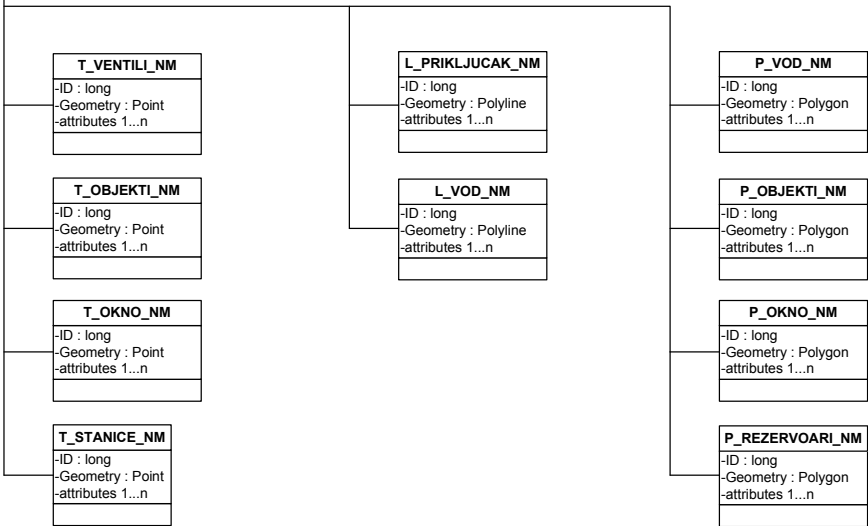 T_VENTILI_NM
-ID : long
-Geometry : Point
-attributes 1...n
T_OBJEKTI_NM
-ID : long
-Geometry : Point
-attributes 1...n
T_OKNO_NM
-ID : long
-Geometry : Point
-attributes 1...n
T_STANICE_NM
-ID : long
-Geometry : Point
-attributes 1...n
L_PRIKLJUCAK_NM
-ID : long
-Geometry : Polyline
-attributes 1...n
L_VOD_NM
-ID : long
-Geometry : Polyline
-attributes 1...n
P_VOD_NM
-ID : long
-Geometry : Polygon
-attributes 1...n
P_OBJEKTI_NM
-ID : long
-Geometry : Polygon
-attributes 1...n
P_OKNO_NM
-ID : long
-Geometry : Polygon
-attributes 1...n
P_REZERVOARI_NM
-ID : long
-Geometry : Polygon
-attributes 1...n